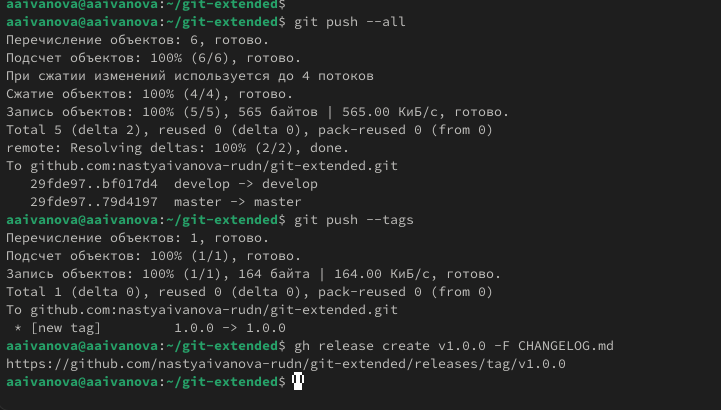 aaivanova@aaivanova:~/git-extended$
aaivanova@aaivanova:~/git-extended$ git push --all
Перечисление объектов: 6, готово.
Подсчет объектов: 100% (6/6), готово.
При сжатии изменений используется до 4 потоков
Сжатие объектов: 100% (4/4), готово.
Запись объектов: 100% (5/5), 565 байтов | 565.00 КиБ/с, готово.
Total 5 (delta 2), reused 0 (delta 0), pack-reused 0 (from 0)
remote: Resolving deltas: 100% (2/2), done.
To github.com:nastyaivanova-rudn/git-extended.git
   29fde97..bf017d4  develop -> develop
   29fde97..79d4197  master -> master
aaivanova@aaivanova:~/git-extended$ git push --tags
Перечисление объектов: 1, готово.
Подсчет объектов: 100% (1/1), готово.
Запись объектов: 100% (1/1), 164 байта | 164.00 КиБ/с, готово.
Total 1 (delta 0), reused 0 (delta 0), pack-reused 0 (from 0)
To github.com:nastyaivanova-rudn/git-extended.git
 * [new tag]         1.0.0 -> 1.0.0
aaivanova@aaivanova:~/git-extended$ gh release create v1.0.0 -F CHANGELOG.md
https://github.com/nastyaivanova-rudn/git-extended/releases/tag/v1.0.0
aaivanova@aaivanova:~/git-extended$